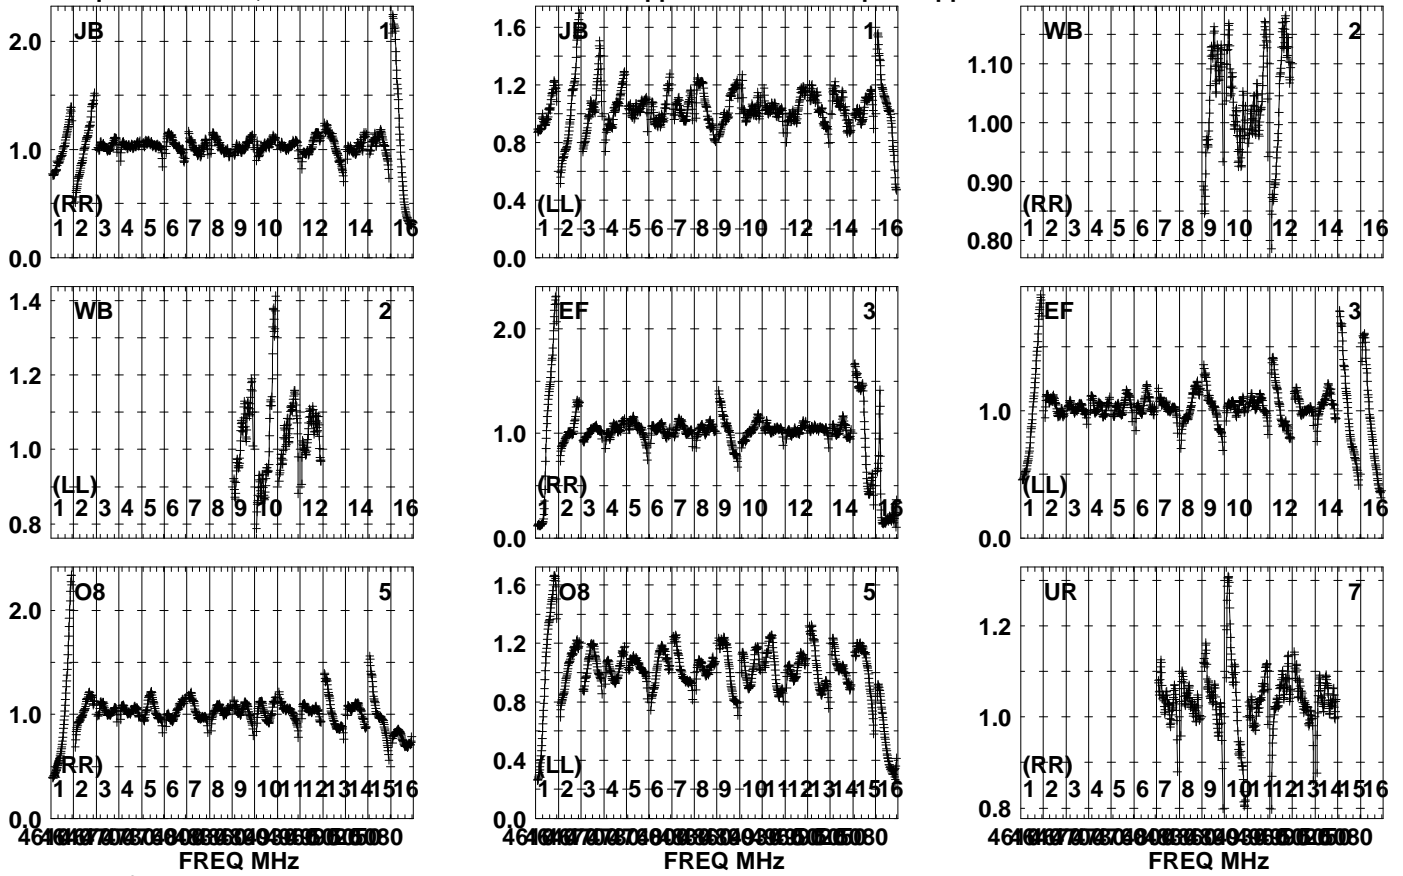 JB 1
2.0
1.0
0.0
(RR)
1 2 3 4 5 6 7 8 9 10 12 14 16
JB 1
1.6
1.2
0.8
0.4
0.0
(LL)
1 2 3 4 5 6 7 8 9 10 12 14 16
WB 2
1.10
1.00
0.90
0.80
(RR)
1 2 3 4 5 6 7 8 9 10 12 14 16
WB 2
1.4
1.2
1.0
0.8
(LL)
1 2 3 4 5 6 7 8 9 10 12 14 16
EF 3
2.0
1.0
0.0
(RR)
1 2 3 4 5 6 7 8 9 10 12 14 16
EF 3
1.0
0.0
(LL)
1 2 3 4 5 6 7 8 9 10 12 14 16
O8 5
2.0
1.0
0.0
(RR)
1 2 3 4 5 6 7 8 9 10 11 11 12 13 14 15 16
FREQ MHz
O8 5
1.6
1.2
0.8
0.4
0.0
(LL)
1 2 3 4 5 6 7 8 9 10 11 12 13 14 15 16
FREQ MHz
UR 7
1.2
1.0
0.8
(RR)
1 2 3 4 5 6 7 8 9 10 11 11 12 13 14 15 16
FREQ MHz